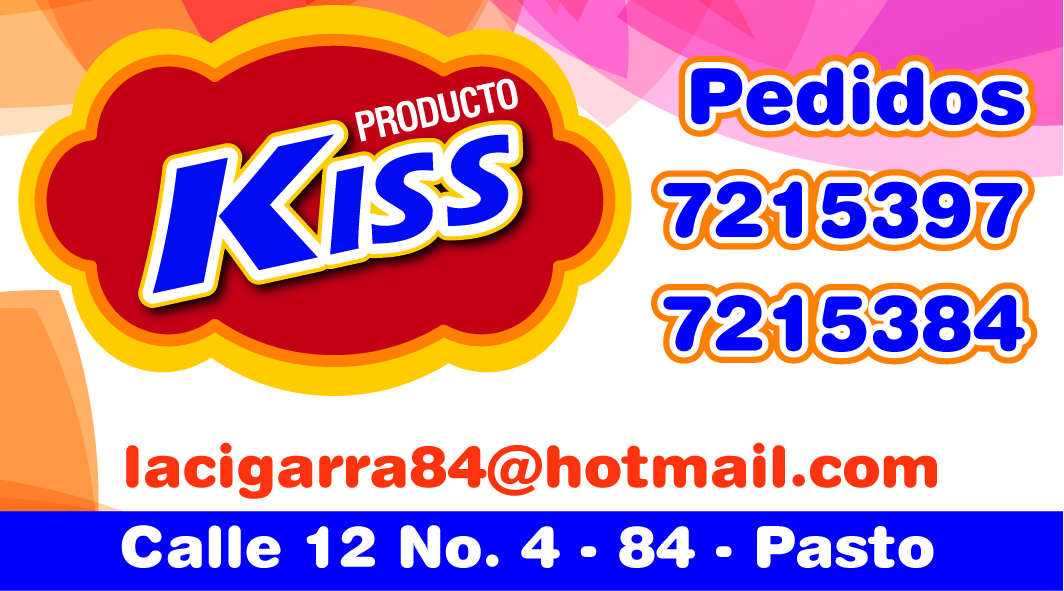 PRODUCTO
Kiss
Pedidos
7215397
7215384
lacigarra84@hotmail.com
Calle 12 No. 4 - 84 - Pasto